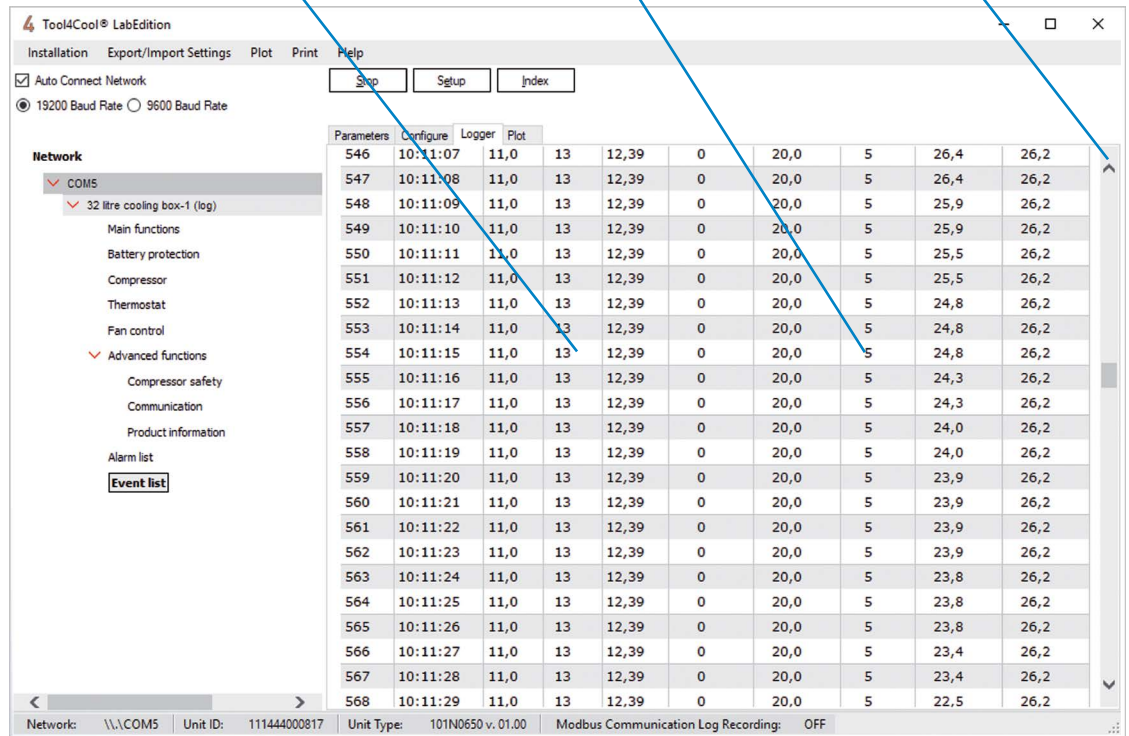 Tool4Cool® LabEdition
Installation Export/Import Settings Plot Print Help
Auto Connect Network
Stop Setup Index
19200 Baud Rate 9600 Baud Rate
Parameters Configure Logger Plot
Network
COM5
32 litre cooling box-1 (log)
Main functions
Battery protection
Compressor
Thermostat
Fan control
Advanced functions
Compressor safety
Communication
Product information
Alarm list
Event list
546 10:11:07 11,0 13 12,39 0 20,0 5 26,4 26,2
547 10:11:08 11,0 13 12,39 0 20,0 5 26,4 26,2
548 10:11:09 11,0 13 12,39 0 20,0 5 25,9 26,2
549 10:11:10 11,0 13 12,39 0 20,0 5 25,9 26,2
550 10:11:11 11,0 13 12,39 0 20,0 5 25,5 26,2
551 10:11:12 11,0 13 12,39 0 20,0 5 25,5 26,2
552 10:11:13 11,0 13 12,39 0 20,0 5 24,8 26,2
553 10:11:14 11,0 13 12,39 0 20,0 5 24,8 26,2
554 10:11:15 11,0 13 12,39 0 20,0 5 24,8 26,2
555 10:11:16 11,0 13 12,39 0 20,0 5 24,3 26,2
556 10:11:17 11,0 13 12,39 0 20,0 5 24,3 26,2
557 10:11:18 11,0 13 12,39 0 20,0 5 24,0 26,2
558 10:11:19 11,0 13 12,39 0 20,0 5 24,0 26,2
559 10:11:20 11,0 13 12,39 0 20,0 5 23,9 26,2
560 10:11:21 11,0 13 12,39 0 20,0 5 23,9 26,2
561 10:11:22 11,0 13 12,39 0 20,0 5 23,9 26,2
562 10:11:23 11,0 13 12,39 0 20,0 5 23,9 26,2
563 10:11:24 11,0 13 12,39 0 20,0 5 23,8 26,2
564 10:11:25 11,0 13 12,39 0 20,0 5 23,8 26,2
565 10:11:26 11,0 13 12,39 0 20,0 5 23,8 26,2
566 10:11:27 11,0 13 12,39 0 20,0 5 23,4 26,2
567 10:11:28 11,0 13 12,39 0 20,0 5 23,4 26,2
568 10:11:29 11,0 13 12,39 0 20,0 5 22,5 26,2
Network: \\.\COM5 Unit ID: 111444000817 Unit Type: 101N0650 v. 01.00 Modbus Communication Log Recording: OFF